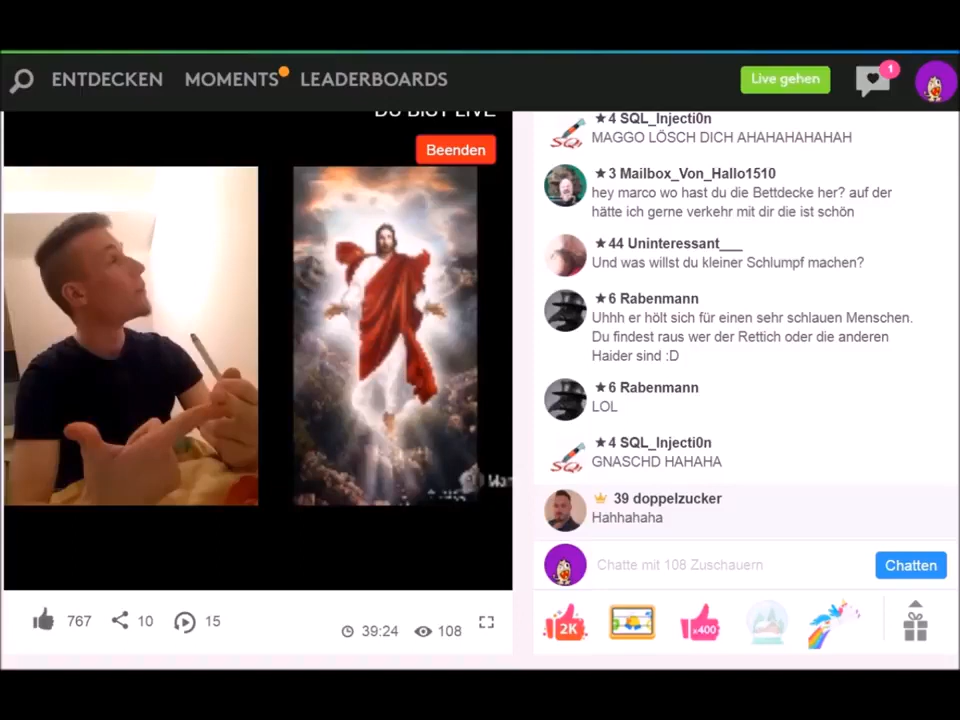 ENTDECKEN MOMENTS LEADERBOARDS Live gehen 1
DU BIST LIVE
Beenden
★4 SQL_Injecti0n
MAGGO LÖSCH DICH AHAHAHAHAHAH
★3 Mailbox_Von_Hallo1510
hey marco wo hast du die Bettdecke her? auf der
hätte ich gerne verkehr mit dir die ist schön
★44 Uninteressant___
Und was willst du kleiner Schlumpf machen?
★6 Rabenmann
Uhhh er hölt sich für einen sehr schlauen Menschen.
Du findest raus wer der Rettich oder die anderen
Haider sind :D
★6 Rabenmann
LOL
★4 SQL_Injecti0n
GNASCHD HAHAHA
39 doppelzucker
Hahhahaha
Chatte mit 108 Zuschauern Chatten
767 10 15 39:24 108
2K x400